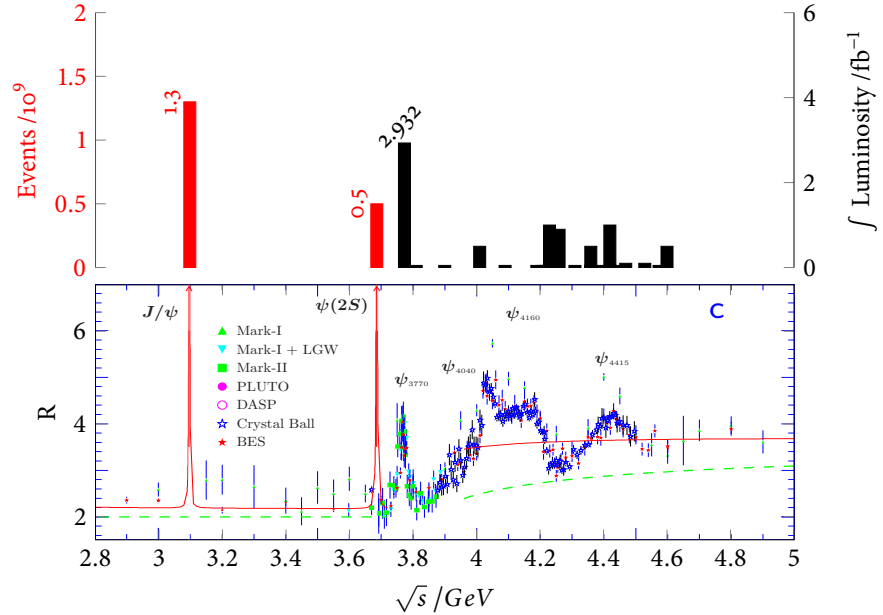 2
1.5
1
0.5
0
Events /10⁹
1.3
0.5
2.932
6
4
2
0
∫ Luminosity /fb⁻¹
J/ψ
ψ(2S)
ψ₃₇₇₀
ψ₄₀₄₀
ψ₄₁₆₀
ψ₄₄₁₅
C
Mark-I
Mark-I + LGW
Mark-II
PLUTO
DASP
Crystal Ball
BES
6
4
2
R
2.8 3 3.2 3.4 3.6 3.8 4 4.2 4.4 4.6 4.8 5
√s /GeV